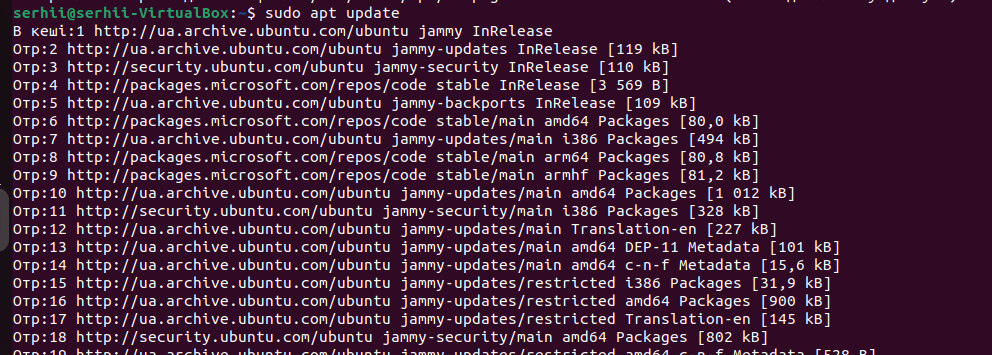 serhii@serhii-VirtualBox:~$ sudo apt update
В кеші:1 http://ua.archive.ubuntu.com/ubuntu jammy InRelease
Отр:2 http://ua.archive.ubuntu.com/ubuntu jammy-updates InRelease [119 kB]
Отр:3 http://security.ubuntu.com/ubuntu jammy-security InRelease [110 kB]
Отр:4 http://packages.microsoft.com/repos/code stable InRelease [3 569 B]
Отр:5 http://ua.archive.ubuntu.com/ubuntu jammy-backports InRelease [109 kB]
Отр:6 http://packages.microsoft.com/repos/code stable/main amd64 Packages [80,0 kB]
Отр:7 http://ua.archive.ubuntu.com/ubuntu jammy-updates/main i386 Packages [494 kB]
Отр:8 http://packages.microsoft.com/repos/code stable/main arm64 Packages [80,8 kB]
Отр:9 http://packages.microsoft.com/repos/code stable/main armhf Packages [81,2 kB]
Отр:10 http://ua.archive.ubuntu.com/ubuntu jammy-updates/main amd64 Packages [1 012 kB]
Отр:11 http://security.ubuntu.com/ubuntu jammy-security/main i386 Packages [328 kB]
Отр:12 http://ua.archive.ubuntu.com/ubuntu jammy-updates/main Translation-en [227 kB]
Отр:13 http://ua.archive.ubuntu.com/ubuntu jammy-updates/main amd64 DEP-11 Metadata [101 kB]
Отр:14 http://ua.archive.ubuntu.com/ubuntu jammy-updates/main amd64 c-n-f Metadata [15,6 kB]
Отр:15 http://ua.archive.ubuntu.com/ubuntu jammy-updates/restricted i386 Packages [31,9 kB]
Отр:16 http://ua.archive.ubuntu.com/ubuntu jammy-updates/restricted amd64 Packages [900 kB]
Отр:17 http://ua.archive.ubuntu.com/ubuntu jammy-updates/restricted Translation-en [145 kB]
Отр:18 http://security.ubuntu.com/ubuntu jammy-security/main amd64 Packages [802 kB]
Отр:19 http://ua.archive.ubuntu.com/ubuntu jammy-updates/restricted amd64 c-n-f Metadata [528 B]